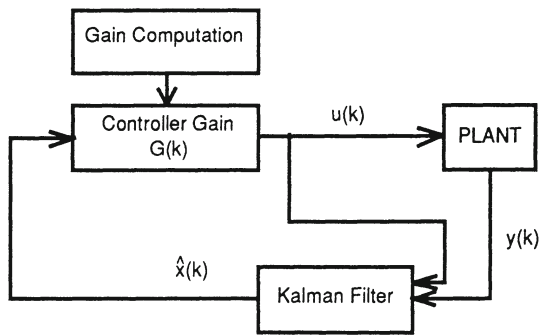 Gain Computation
Controller Gain
G(k)
u(k)
PLANT
y(k)
x̂(k)
Kalman Filter